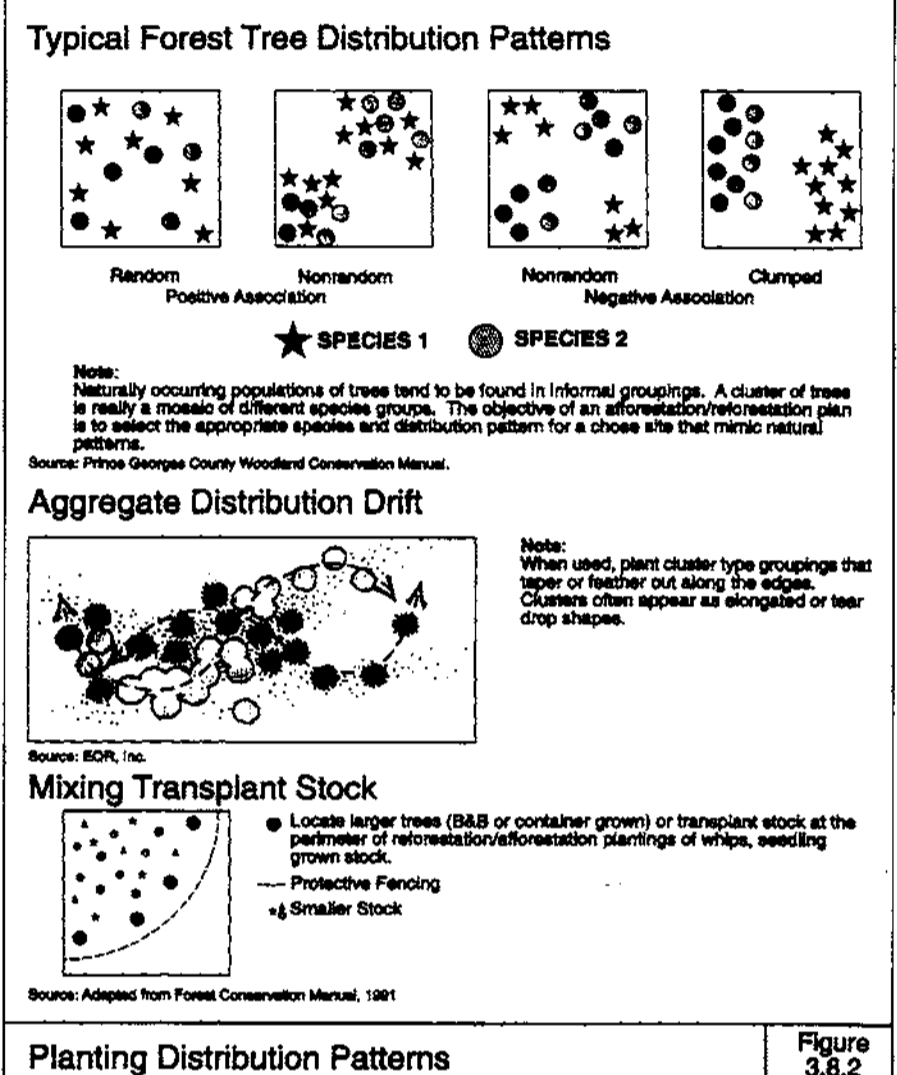 Typical Forest Tree Distribution Patterns
Random
Nonrandom
Nonrandom
Clumped
Positive Association
Negative Association
SPECIES 1
SPECIES 2
Note:
Naturally occurring populations of trees tend to be found in informal groupings. A cluster of trees
is really a mosaic of different species groups. The objective of an afforestation/reforestation plan
is to select the appropriate species and distribution pattern for a chose site that mimic natural
patterns.
Source: Prince Georges County Woodland Conservation Manual.
Aggregate Distribution Drift
Note:
When used, plant cluster type groupings that
taper or feather out along the edges.
Clusters often appear as elongated or tear
drop shapes.
Source: EQR, Inc.
Mixing Transplant Stock
Locate larger trees (B&B or container grown) or transplant stock at the
perimeter of reforestation/afforestation plantings of whips, seedling
grown stock.
Protective Fencing
Smaller Stock
Source: Adapted from Forest Conservation Manual, 1991
Planting Distribution Patterns
Figure
3.8.2